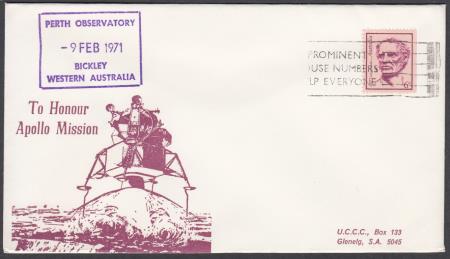 PERTH OBSERVATORY
- 9 FEB 1971
BICKLEY
WESTERN AUSTRALIA
PROMINENT
OUSE NUMBERS
LP EVERYONE
6c
To Honour
Apollo Mission
U.C.C.C., Box 133
Glenelg, S.A. 5045